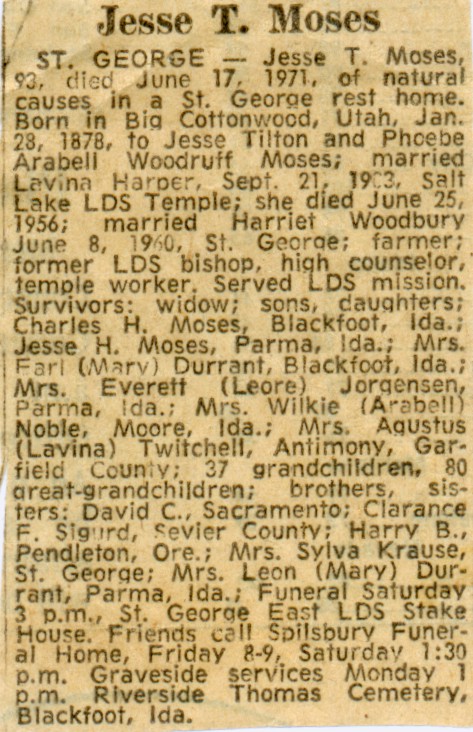 Jesse T. Moses
ST. GEORGE — Jesse T. Moses,
93, died June 17, 1971, of natural
causes in a St. George rest home.
Born in Big Cottonwood, Utah, Jan.
28, 1878, to Jesse Tilton and Phoebe
Arabell Woodruff Moses; married
Lavina Harper, Sept. 21, 1903, Salt
Lake LDS Temple; she died June 25,
1956; married Harriet Woodbury
June 8, 1960, St. George; farmer;
former LDS bishop, high counselor,
temple worker. Served LDS mission.
Survivors: widow; sons, daughters;
Charles H. Moses, Blackfoot, Ida.;
Jesse H. Moses, Parma, Ida.; Mrs.
Earl (Mary) Durrant, Blackfoot, Ida.;
Mrs. Everett (Leore) Jorgensen,
Parma, Ida.; Mrs. Wilkie (Arabell)
Noble, Moore, Ida.; Mrs. Agustus
(Lavina) Twitchell, Antimony, Gar-
field County; 37 grandchildren, 80
great-grandchildren; brothers, sis-
ters: David C., Sacramento; Clarance
F. Sigurd, Sevier County; Harry B.,
Pendleton, Ore.; Mrs. Sylva Krause,
St. George; Mrs. Leon (Mary) Dur-
rant, Parma, Ida.; Funeral Saturday
3 p.m., St. George East LDS Stake
House. Friends call Spilsbury Funer-
al Home, Friday 8-9, Saturday 1:30
p.m. Graveside services Monday 1
p.m. Riverside Thomas Cemetery,
Blackfoot, Ida.